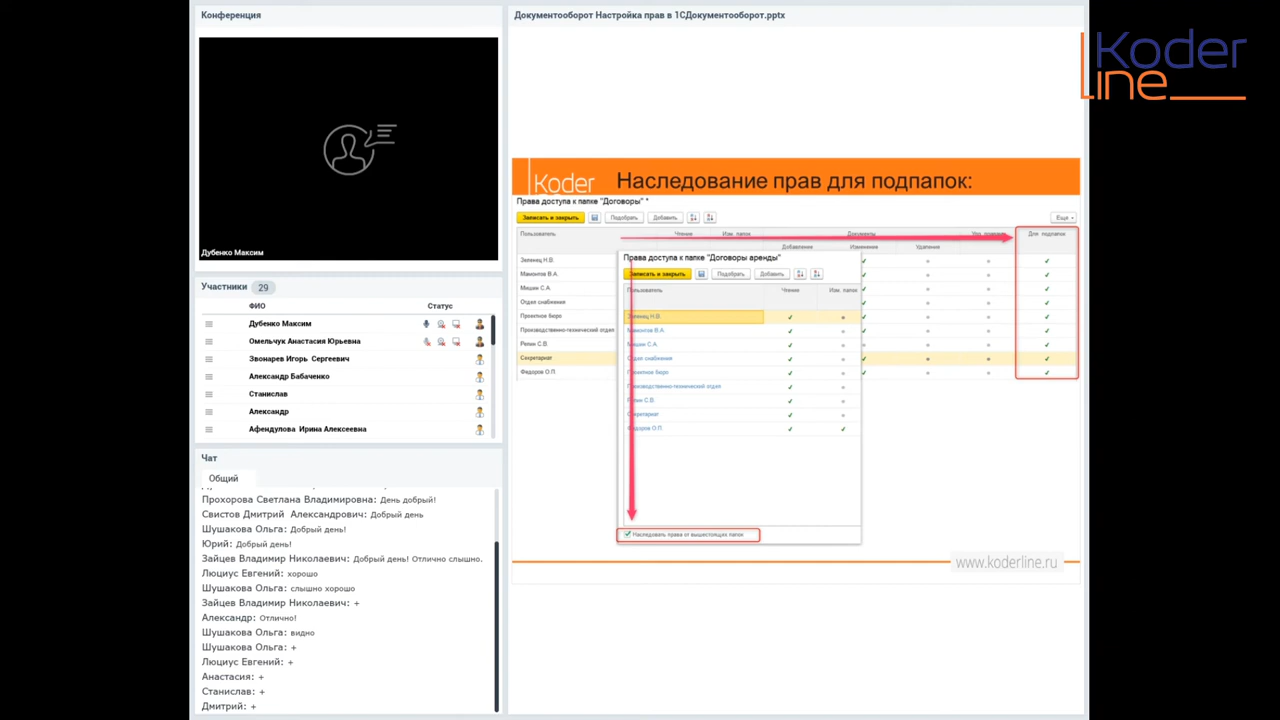 Конференция
Дубенко Максим
Участники 29
ФИО Статус
Дубенко Максим
Омельчук Анастасия Юрьевна
Звонарев Игорь Сергеевич
Александр Бабаченко
Станислав
Александр
Афендулова Ирина Алексеевна
Чат
Общий
Прохорова Светлана Владимировна: День добрый!
Свистов Дмитрий Александрович: Добрый день
Шушакова Ольга: Добрый день!
Юрий: Добрый день!
Зайцев Владимир Николаевич: Добрый день! Отлично слышно.
Люциус Евгений: хорошо
Шушакова Ольга: слышно хорошо
Зайцев Владимир Николаевич: +
Александр: Отлично!
Шушакова Ольга: видно
Шушакова Ольга: +
Люциус Евгений: +
Анастасия: +
Станислав: +
Дмитрий: +
Документооборот Настройка прав в 1СДокументооборот.pptx
Koder
line
Koder
Наследование прав для подпапок:
Права доступа к папке "Договоры" *
Записать и закрыть Подобрать Добавить Еще
Пользователь Чтение Изм. папок Документы Для подпапок
Добавление Изменение Удаление
Зеленец Н.В.
Мамонтов В.А.
Машин С.А.
Отдел снабжения
Проектное бюро
Производственно-технический отдел
Репин С.В.
Секретариат
Федоров О.П.
Права доступа к папке "Договоры аренды"
Записать и закрыть Подобрать Добавить
Пользователь Чтение Изм. папок
Зеленец Н.В.
Мамонтов В.А.
Машин С.А.
Отдел снабжения
Проектное бюро
Производственно-технический отдел
Репин С.В.
Секретариат
Федоров О.П.
Наследовать права от вышестоящих папок
www.koderline.ru